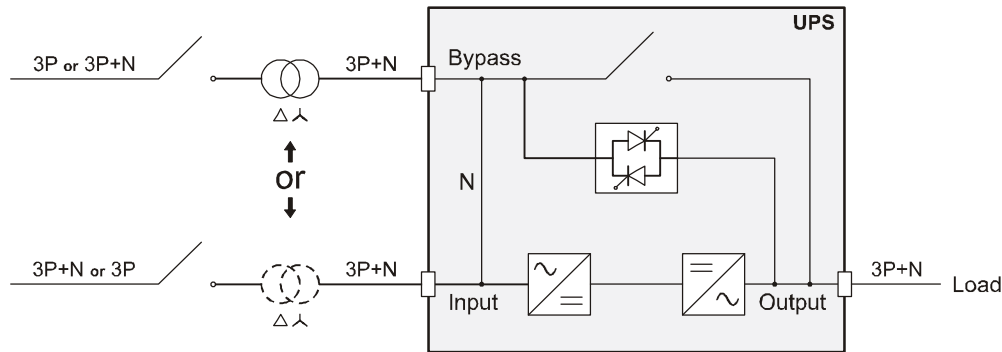 UPS
3P or 3P+N
3P+N
Bypass
or
N
3P+N or 3P
3P+N
Input
Output
3P+N
Load